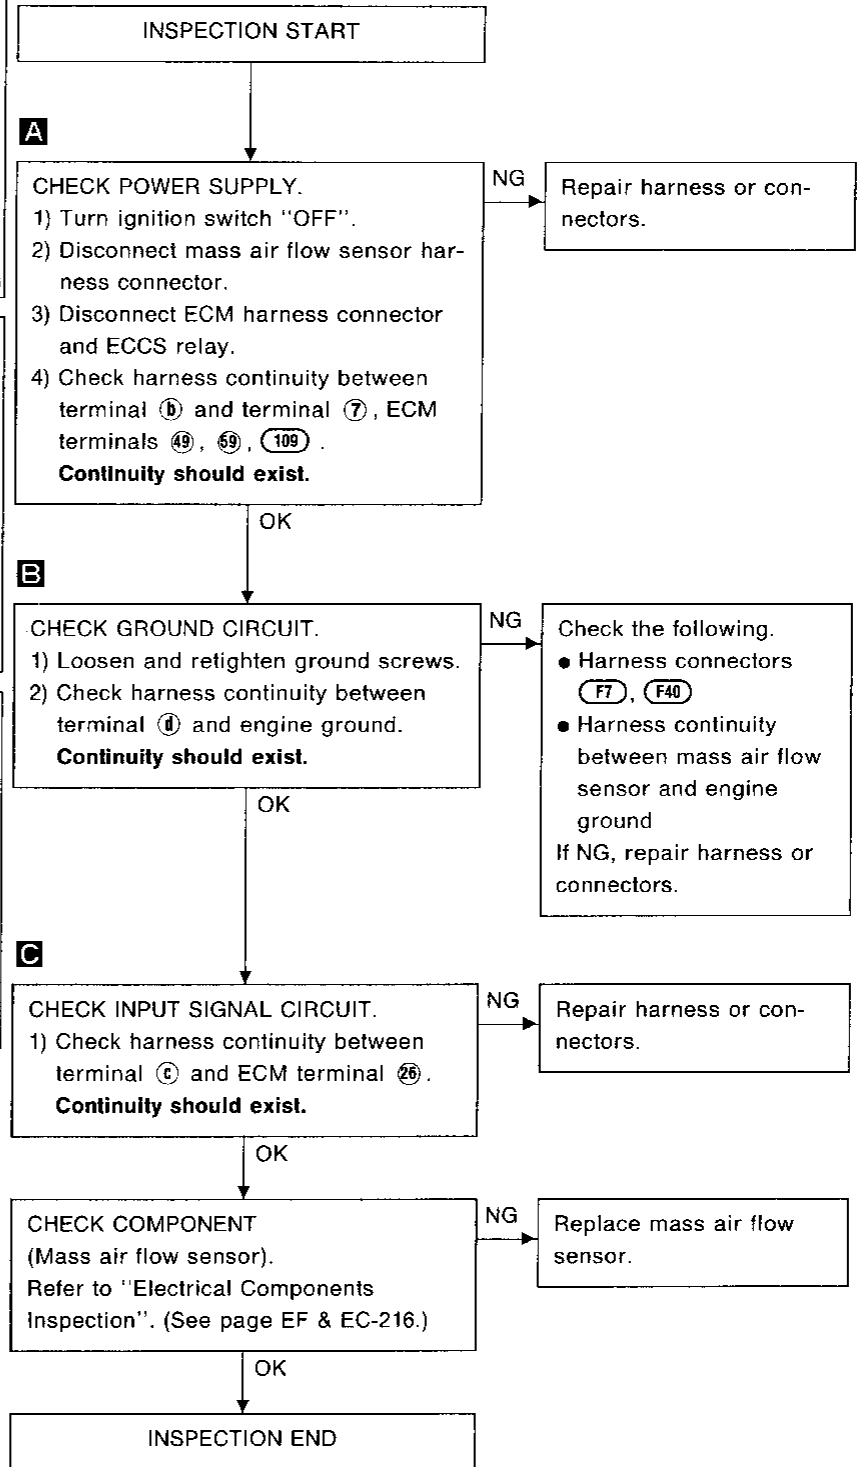 INSPECTION START
A
CHECK POWER SUPPLY.
1) Turn ignition switch "OFF".
2) Disconnect mass air flow sensor har-
ness connector.
3) Disconnect ECM harness connector
and ECCS relay.
4) Check harness continuity between
terminal ⓑ and terminal ⑦, ECM
terminals ㊾, 59, 109 .
Continuity should exist.
NG
Repair harness or con-
nectors.
OK
B
CHECK GROUND CIRCUIT.
1) Loosen and retighten ground screws.
2) Check harness continuity between
terminal ⓓ and engine ground.
Continuity should exist.
NG
Check the following.
● Harness connectors
F7, F40
● Harness continuity
between mass air flow
sensor and engine
ground
If NG, repair harness or
connectors.
OK
C
CHECK INPUT SIGNAL CIRCUIT.
1) Check harness continuity between
terminal ⓒ and ECM terminal ㉖.
Continuity should exist.
NG
Repair harness or con-
nectors.
OK
CHECK COMPONENT
(Mass air flow sensor).
Refer to "Electrical Components
Inspection". (See page EF & EC-216.)
NG
Replace mass air flow
sensor.
OK
INSPECTION END